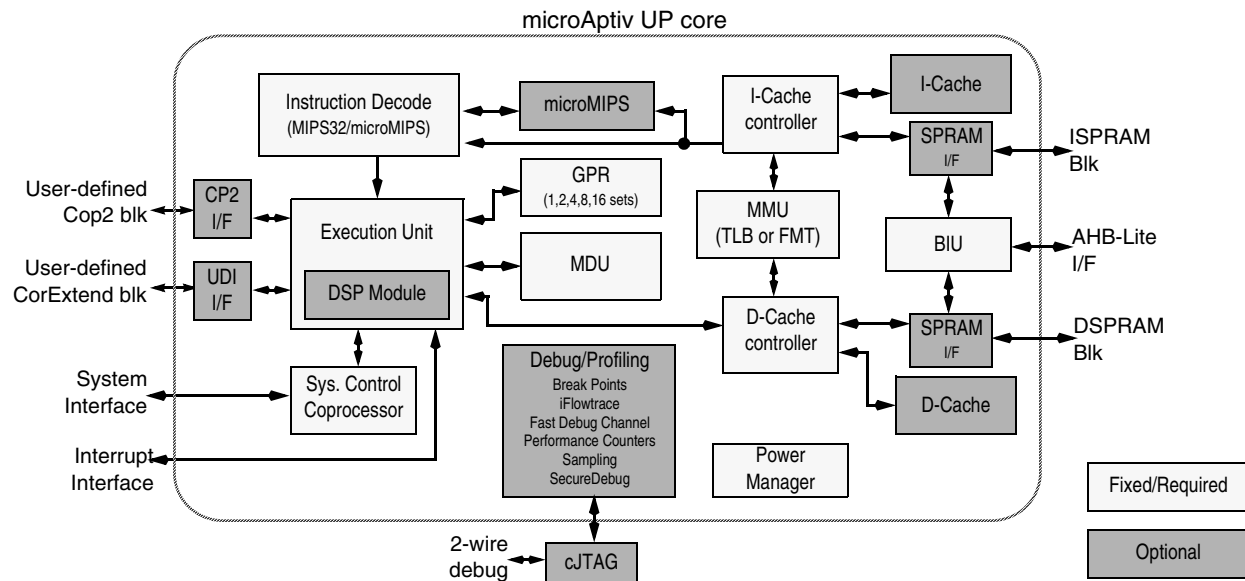 microAptiv UP core
Instruction Decode
(MIPS32/microMIPS)
microMIPS
I-Cache
controller
I-Cache
SPRAM
I/F
ISPRAM
Blk
User-defined
Cop2 blk
CP2
I/F
Execution Unit
GPR
(1,2,4,8,16 sets)
MMU
(TLB or FMT)
BIU
AHB-Lite
I/F
User-defined
CorExtend blk
UDI
I/F
DSP Module
MDU
D-Cache
controller
SPRAM
I/F
DSPRAM
Blk
System
Interface
Sys. Control
Coprocessor
Debug/Profiling
Break Points
iFlowtrace
Fast Debug Channel
Performance Counters
Sampling
SecureDebug
D-Cache
Interrupt
Interface
Power
Manager
Fixed/Required
2-wire
debug
cJTAG
Optional